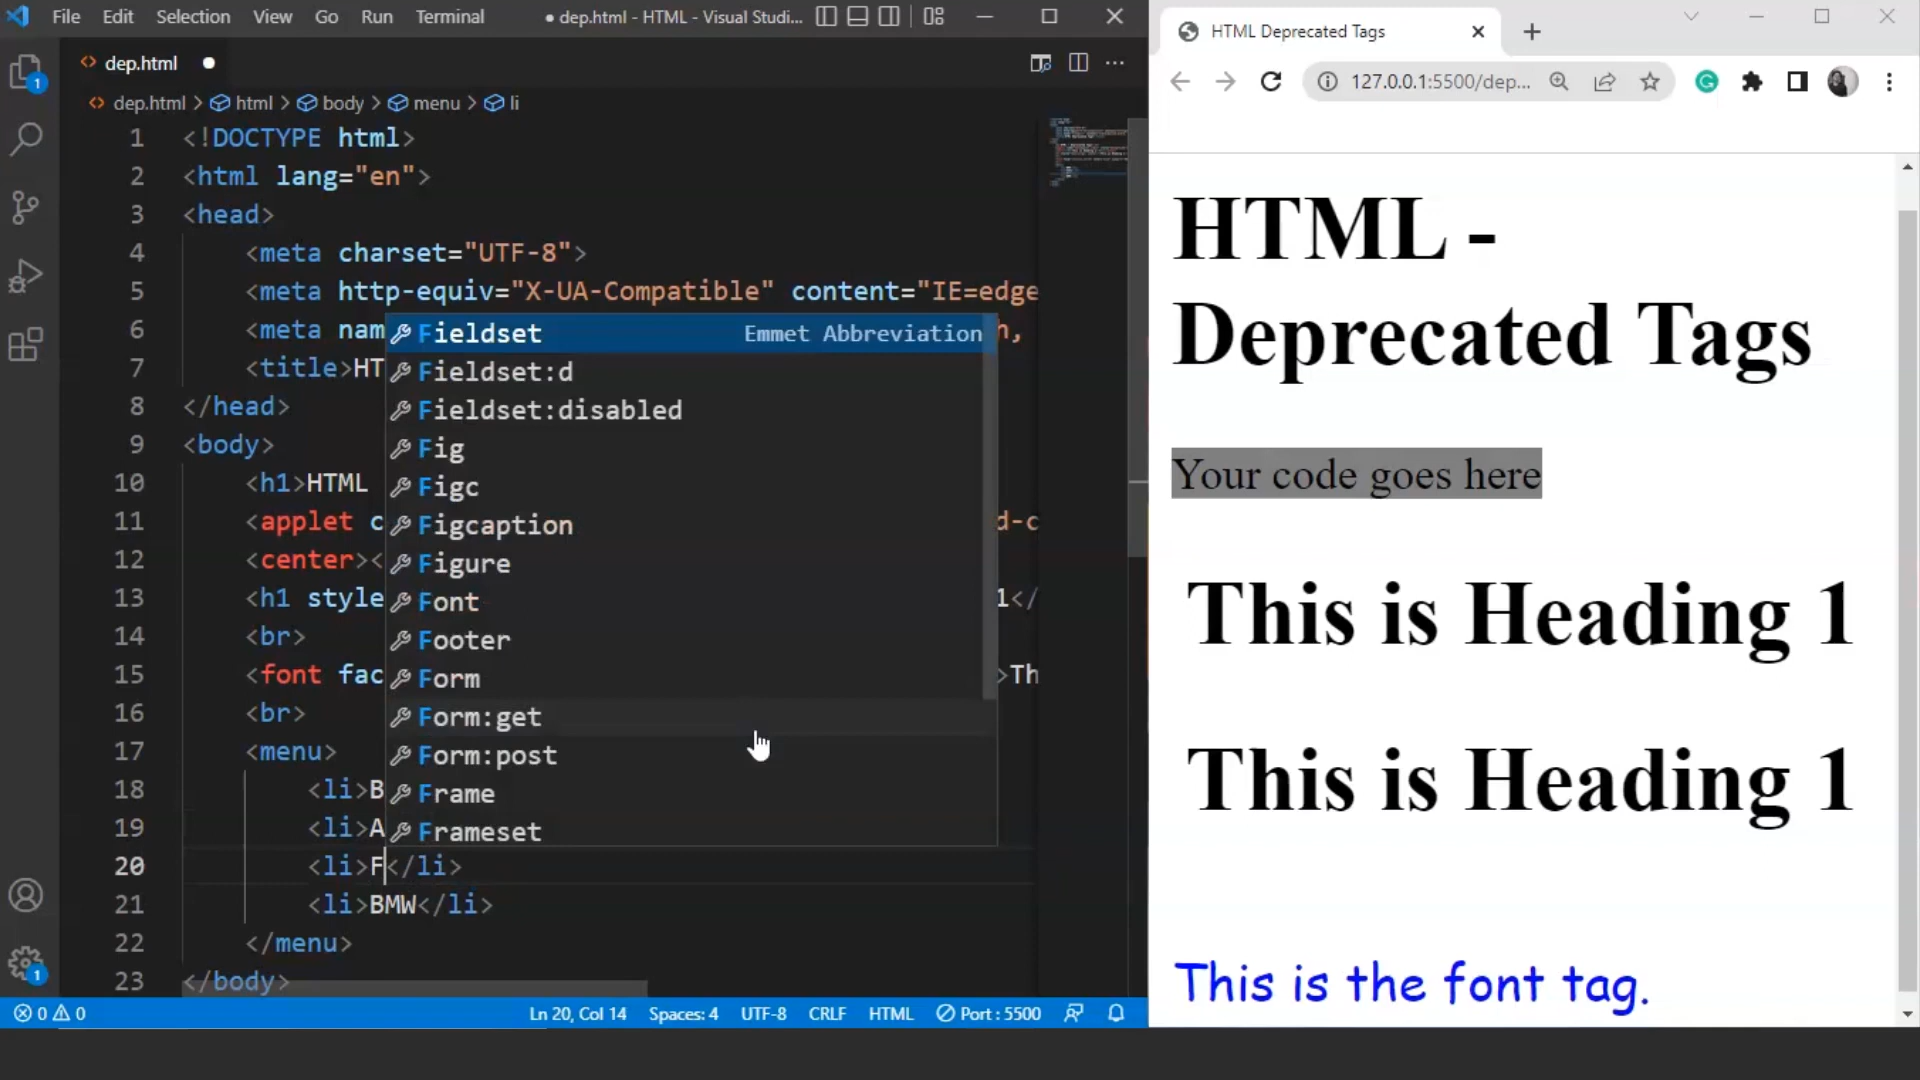 File Edit Selection View Go Run Terminal ● dep.html - HTML - Visual Studi...
dep.html
dep.html > html > body > menu > li
1 <!DOCTYPE html>
2 <html lang="en">
3 <head>
4 <meta charset="UTF-8">
5 <meta http-equiv="X-UA-Compatible" content="IE=edge
6 <meta nam
7 <title>HT
8 </head>
9 <body>
10 <h1>HTML
11 <applet c d-c
12 <center><
13 <h1 style 1</
14 <br>
15 <font fac >Th
16 <br>
17 <menu>
18 <li>B
19 <li>A
20 <li>F</li>
21 <li>BMW</li>
22 </menu>
23 </body>
Fieldset Emmet Abbreviation
Fieldset:d
Fieldset:disabled
Fig
Figc
Figcaption
Figure
Font
Footer
Form
Form:get
Form:post
Frame
Frameset
1
1
0 0 Ln 20, Col 14 Spaces: 4 UTF-8 CRLF HTML Port : 5500
HTML Deprecated Tags
127.0.0.1:5500/dep...
HTML -
Deprecated Tags
Your code goes here
This is Heading 1
This is Heading 1
This is the font tag.